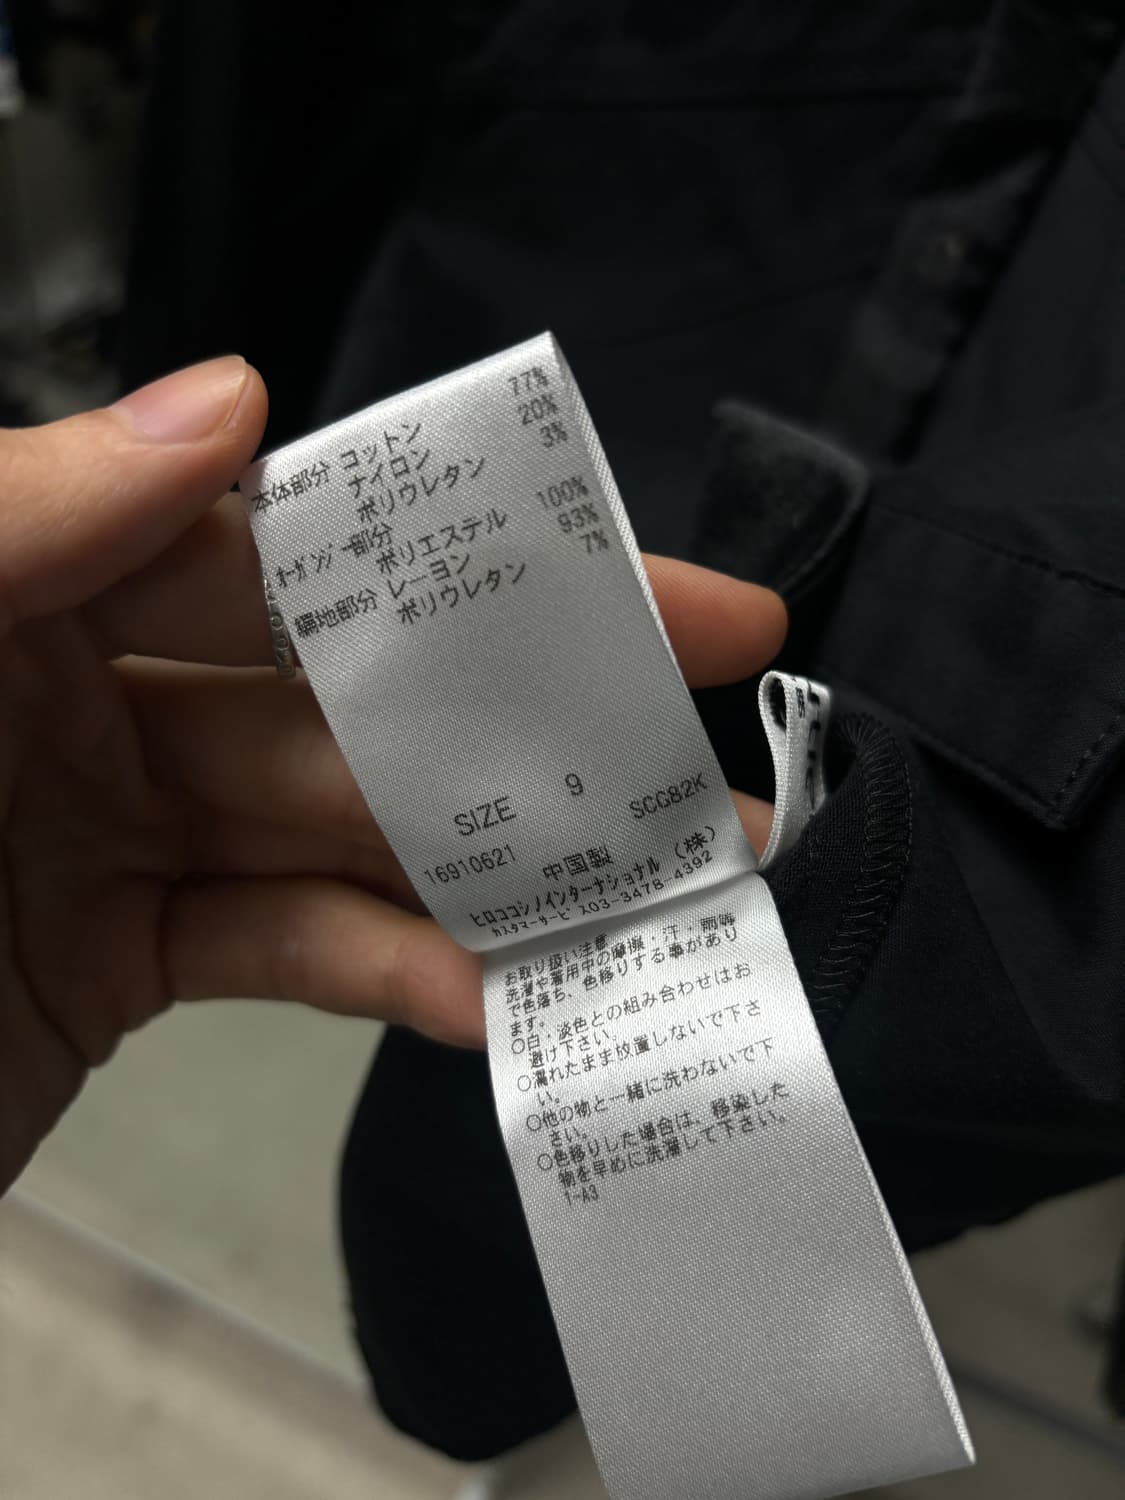 本体部分 コットン 77%
ナイロン 20%
ポリウレタン 3%
オーガンジー部分
ポリエステル 100%
編地部分 レーヨン 93%
ポリウレタン 7%
SIZE 9 SCG82K
16910621 中国製
ヒロココシノインターナショナル (株)
カスタマーサービス03-3478-4392
お取り扱い注意
洗濯や着用中の摩擦・汗・雨等
で色落ち、色移りする事があり
ます。
○白・淡色との組み合わせはお
避け下さい。
○濡れたまま放置しないで下さ
い。
○他の物と一緒に洗わないで下
さい。
○色移りした場合は、移染した
物を早めに洗濯して下さい。
1-A3